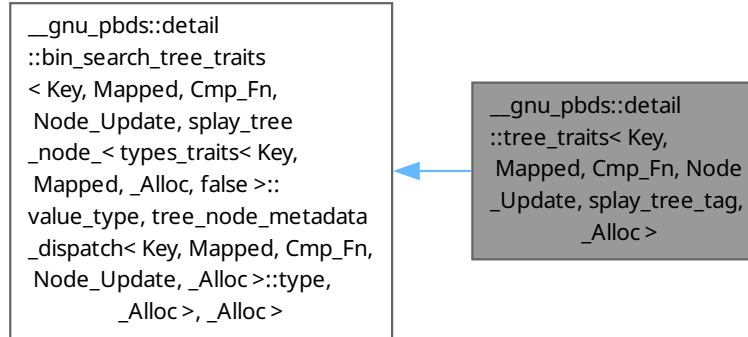 __gnu_pbds::detail
::bin_search_tree_traits
< Key, Mapped, Cmp_Fn,
Node_Update, splay_tree
_node_< types_traits< Key,
Mapped, _Alloc, false >::
value_type, tree_node_metadata
_dispatch< Key, Mapped, Cmp_Fn,
Node_Update, _Alloc >::type,
_Alloc >, _Alloc >
__gnu_pbds::detail
::tree_traits< Key,
Mapped, Cmp_Fn, Node
_Update, splay_tree_tag,
_Alloc >